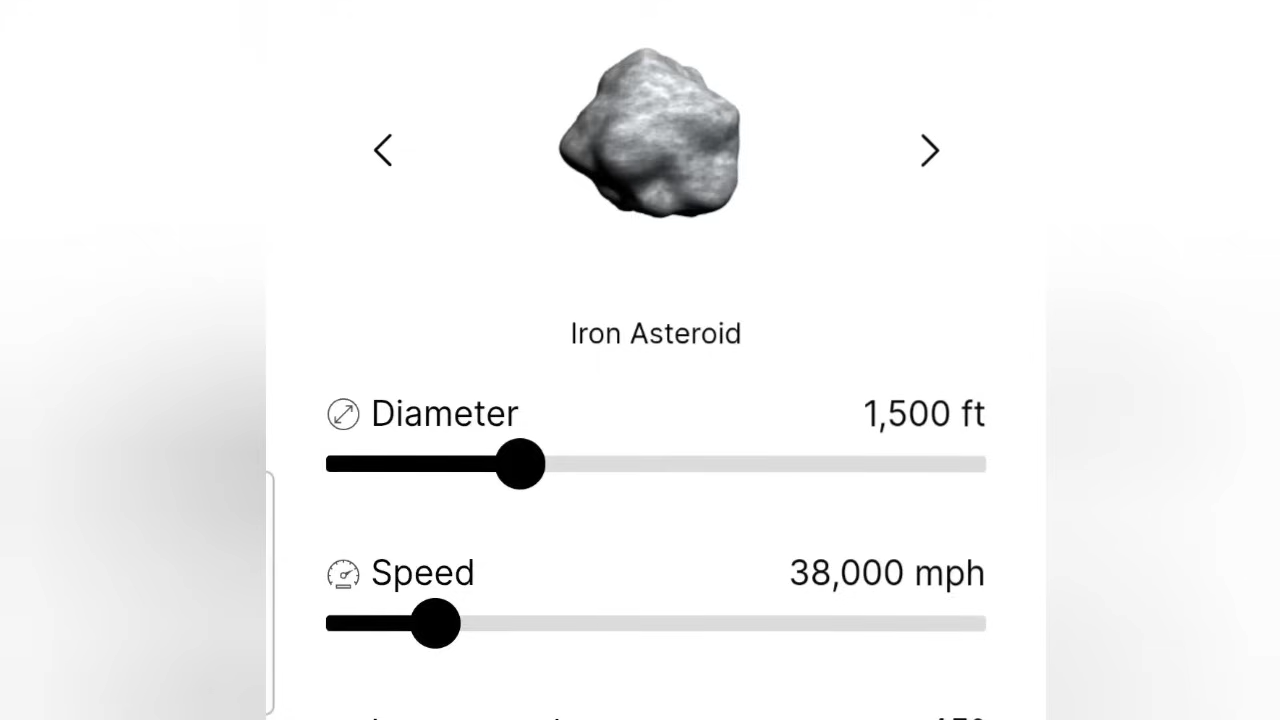 Iron Asteroid
Diameter 1,500 ft
Speed 38,000 mph